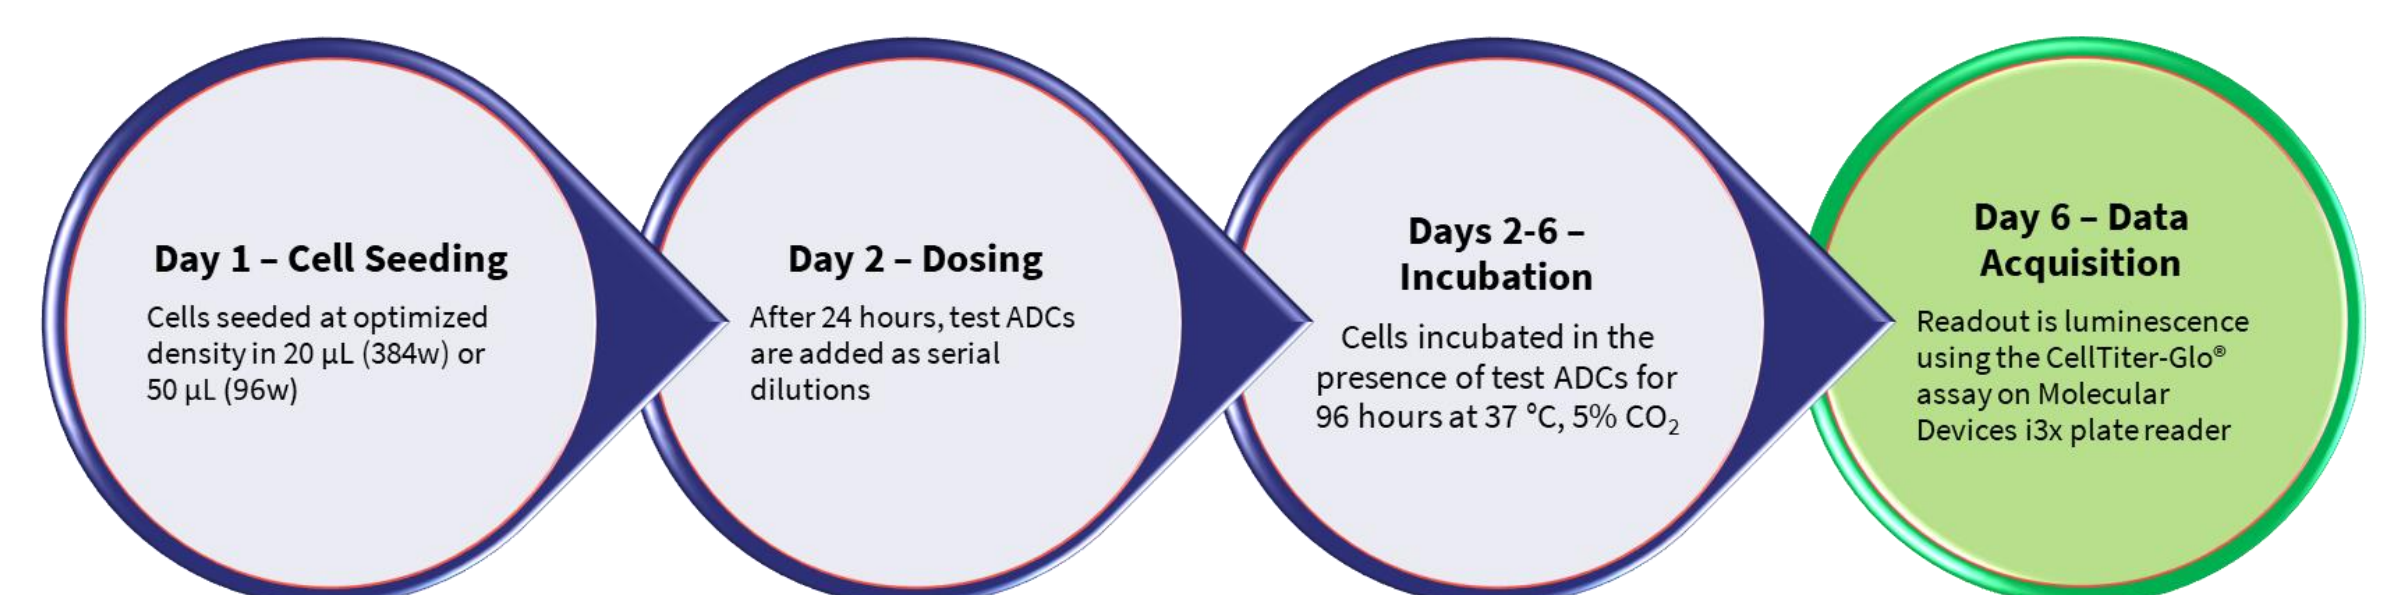 Day 1 – Cell Seeding
Cells seeded at optimized
density in 20 µL (384w) or
50 µL (96w)
Day 2 – Dosing
After 24 hours, test ADCs
are added as serial
dilutions
Days 2-6 –
Incubation
Cells incubated in the
presence of test ADCs for
96 hours at 37 °C, 5% CO₂
Day 6 – Data
Acquisition
Readout is luminescence
using the CellTiter-Glo®
assay on Molecular
Devices i3x plate reader